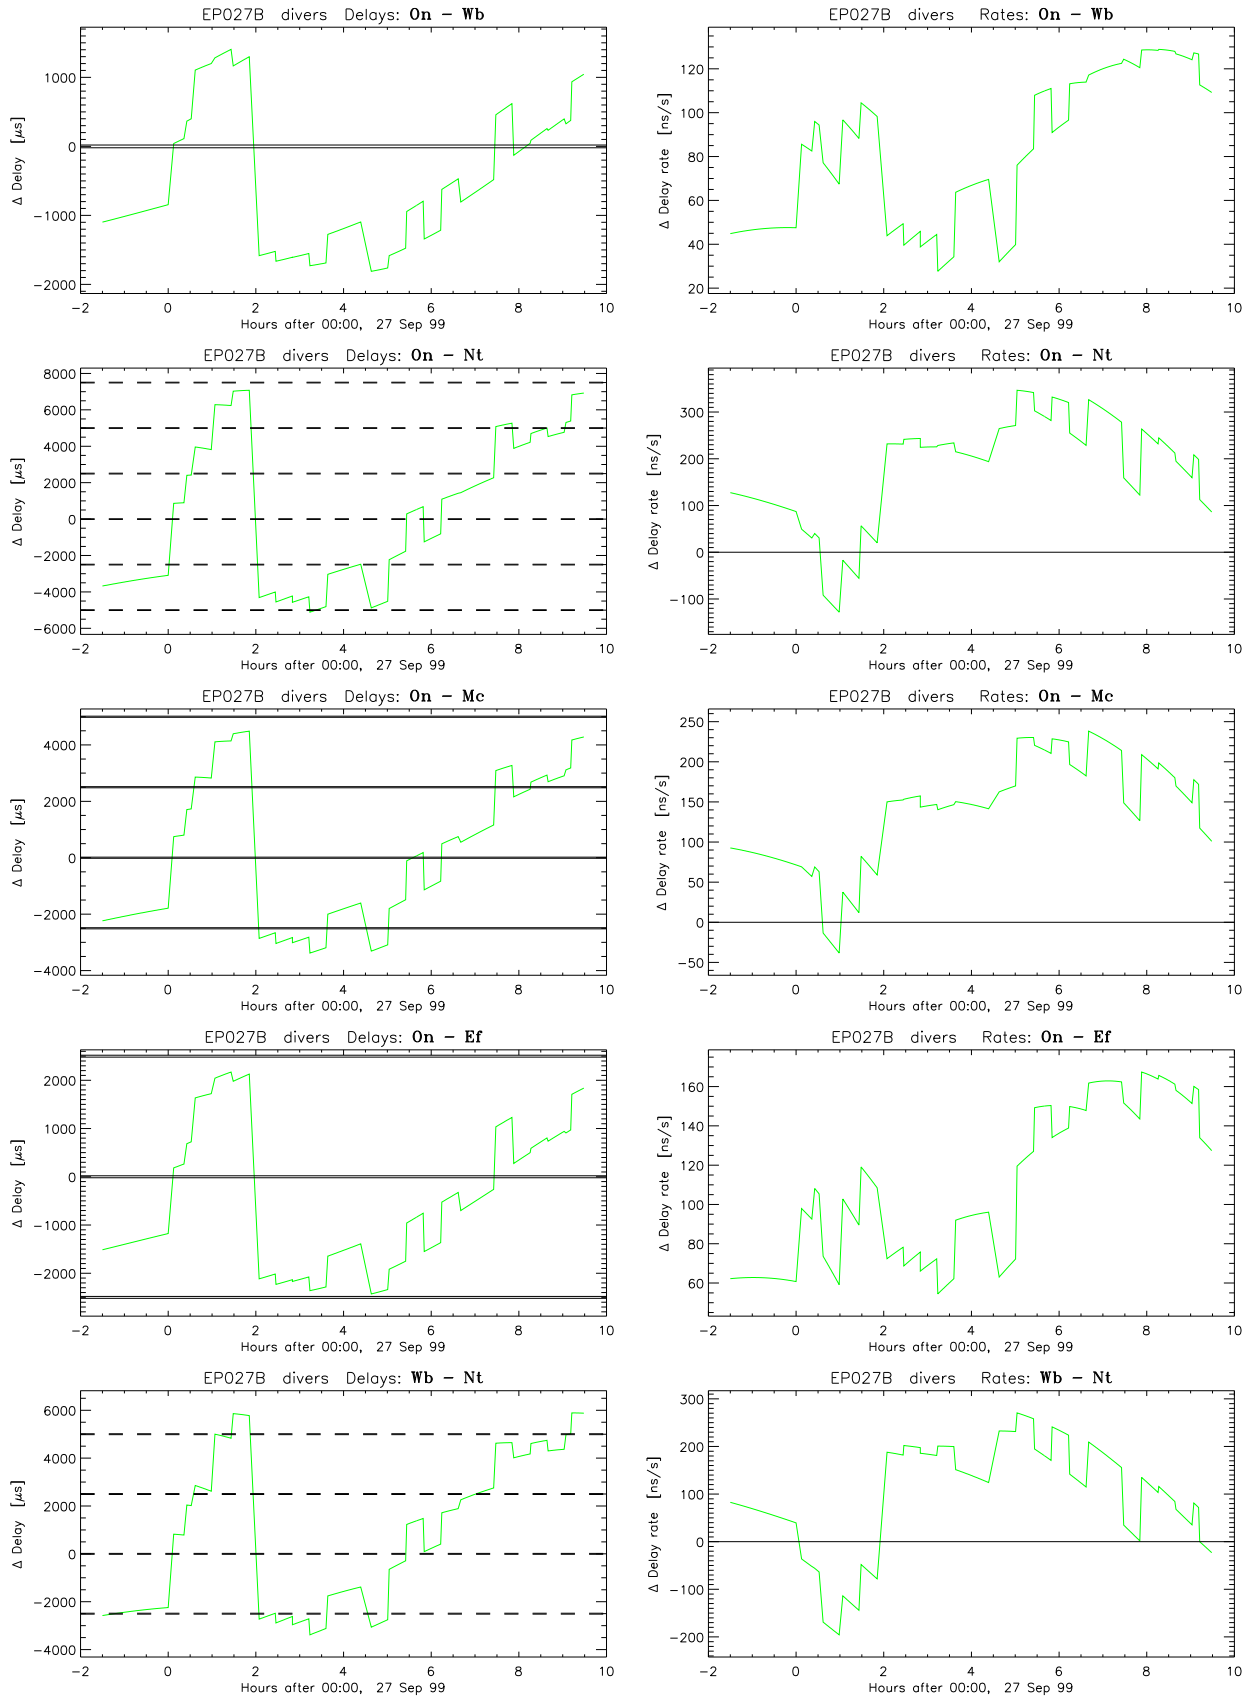 EP027B divers Delays: On − Wb
Δ Delay [μs]
1000
0
−1000
−2000
−2 0 2 4 6 8 10
Hours after 00:00, 27 Sep 99
EP027B divers Rates: On − Wb
Δ Delay rate [ns/s]
120
100
80
60
40
20
−2 0 2 4 6 8 10
Hours after 00:00, 27 Sep 99
EP027B divers Delays: On − Nt
Δ Delay [μs]
8000
6000
4000
2000
0
−2000
−4000
−6000
−2 0 2 4 6 8 10
Hours after 00:00, 27 Sep 99
EP027B divers Rates: On − Nt
Δ Delay rate [ns/s]
300
200
100
0
−100
−2 0 2 4 6 8 10
Hours after 00:00, 27 Sep 99
EP027B divers Delays: On − Mc
Δ Delay [μs]
4000
2000
0
−2000
−4000
−2 0 2 4 6 8 10
Hours after 00:00, 27 Sep 99
EP027B divers Rates: On − Mc
Δ Delay rate [ns/s]
250
200
150
100
50
0
−50
−2 0 2 4 6 8 10
Hours after 00:00, 27 Sep 99
EP027B divers Delays: On − Ef
Δ Delay [μs]
2000
1000
0
−1000
−2000
−2 0 2 4 6 8 10
Hours after 00:00, 27 Sep 99
EP027B divers Rates: On − Ef
Δ Delay rate [ns/s]
160
140
120
100
80
60
−2 0 2 4 6 8 10
Hours after 00:00, 27 Sep 99
EP027B divers Delays: Wb − Nt
Δ Delay [μs]
6000
4000
2000
0
−2000
−4000
−2 0 2 4 6 8 10
Hours after 00:00, 27 Sep 99
EP027B divers Rates: Wb − Nt
Δ Delay rate [ns/s]
300
200
100
0
−100
−200
−2 0 2 4 6 8 10
Hours after 00:00, 27 Sep 99